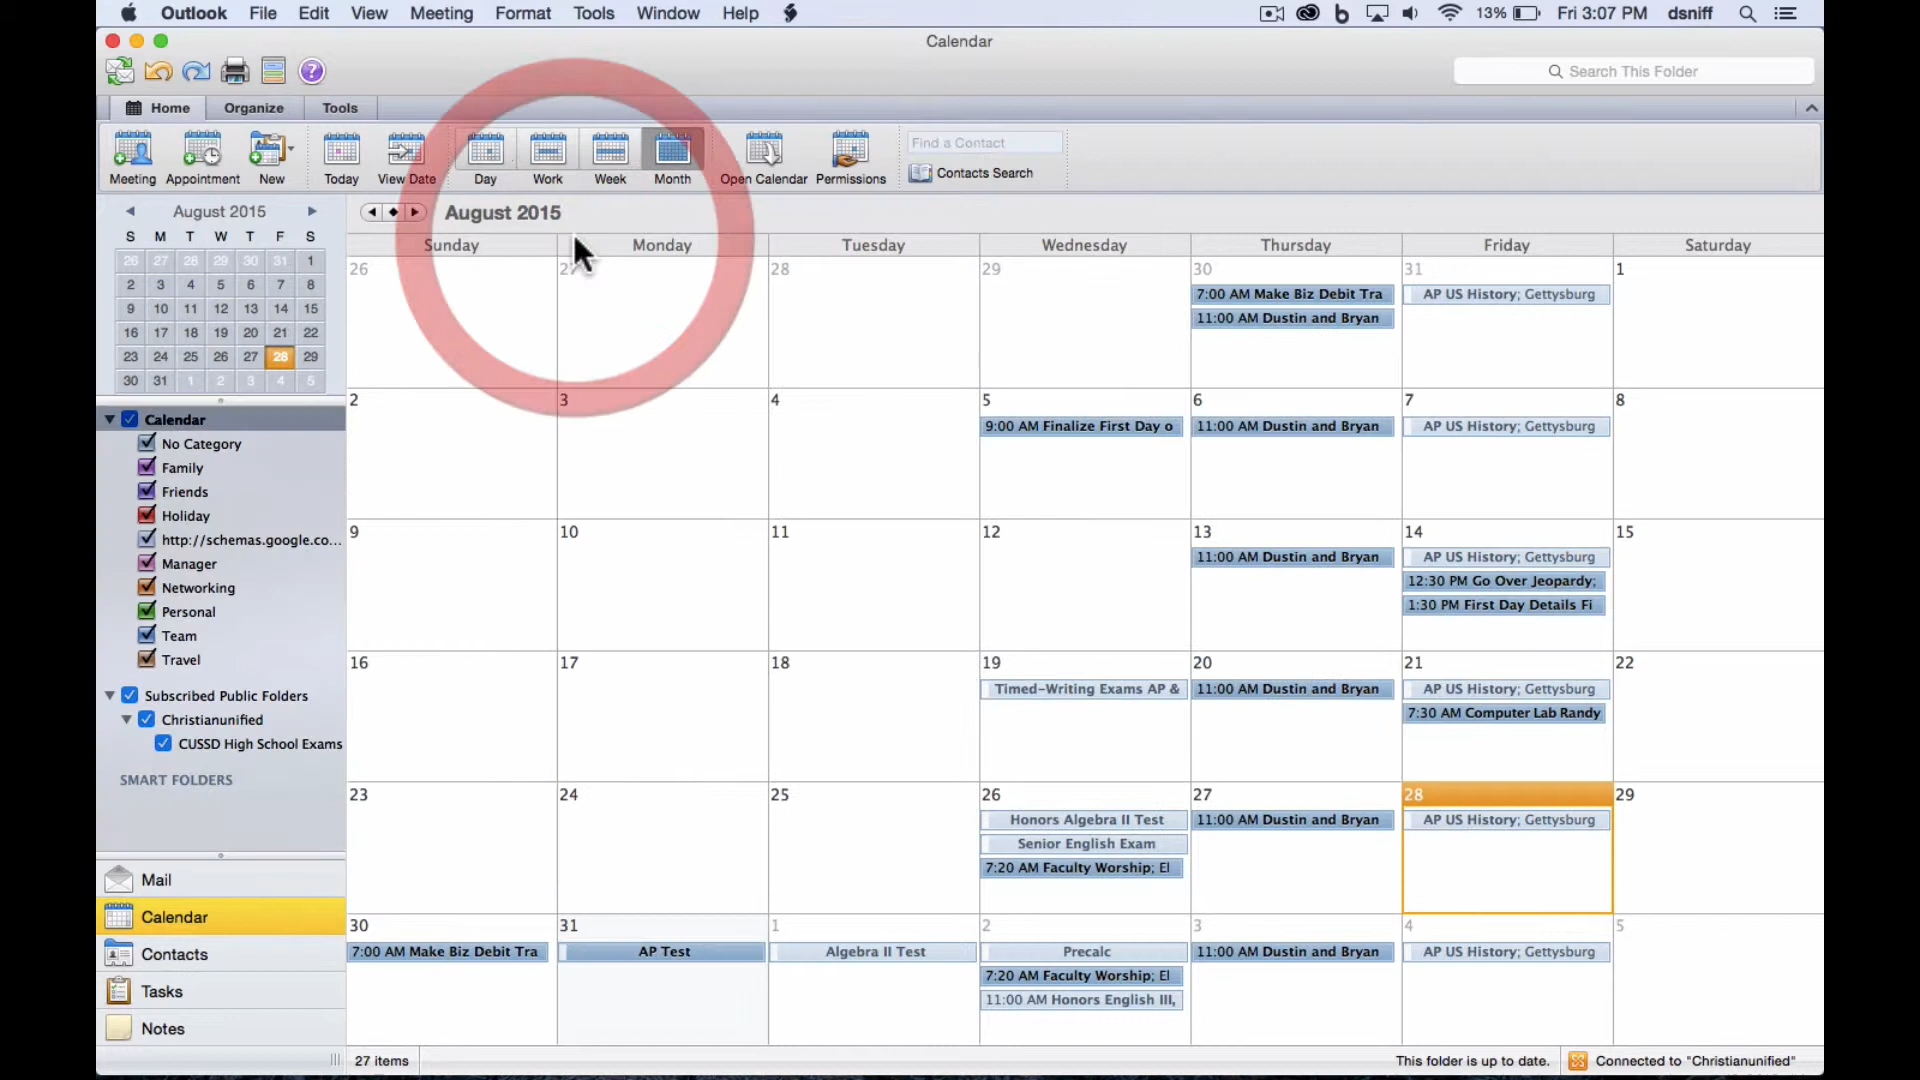 Outlook File Edit View Meeting Format Tools Window Help 13% Fri 3:07 PM dsniff
Calendar
Search This Folder
Home Organize Tools
Find a Contact
Contacts Search
Meeting Appointment New Today View Date Day Work Week Month Open Calendar Permissions
August 2015
S M T W T F S
26 27 28 29 30 31 1
2 3 4 5 6 7 8
9 10 11 12 13 14 15
16 17 18 19 20 21 22
23 24 25 26 27 28 29
30 31 1 2 3 4 5
Calendar
No Category
Family
Friends
Holiday
http://schemas.google.co...
Manager
Networking
Personal
Team
Travel
Subscribed Public Folders
Christianunified
CUSSD High School Exams
SMART FOLDERS
Mail
Calendar
Contacts
Tasks
Notes
August 2015
Sunday Monday Tuesday Wednesday Thursday Friday Saturday
26 27 28 29 30 31 1
7:00 AM Make Biz Debit Tra AP US History; Gettysburg
11:00 AM Dustin and Bryan
2 3 4 5 6 7 8
9:00 AM Finalize First Day o 11:00 AM Dustin and Bryan AP US History; Gettysburg
9 10 11 12 13 14 15
11:00 AM Dustin and Bryan AP US History; Gettysburg
12:30 PM Go Over Jeopardy;
1:30 PM First Day Details Fi
16 17 18 19 20 21 22
Timed-Writing Exams AP & 11:00 AM Dustin and Bryan AP US History; Gettysburg
7:30 AM Computer Lab Randy
23 24 25 26 27 28 29
Honors Algebra II Test 11:00 AM Dustin and Bryan AP US History; Gettysburg
Senior English Exam
7:20 AM Faculty Worship; El
30 31 1 2 3 4 5
7:00 AM Make Biz Debit Tra AP Test Algebra II Test Precalc 11:00 AM Dustin and Bryan AP US History; Gettysburg
7:20 AM Faculty Worship; El
11:00 AM Honors English III,
27 items This folder is up to date. Connected to "Christianunified"